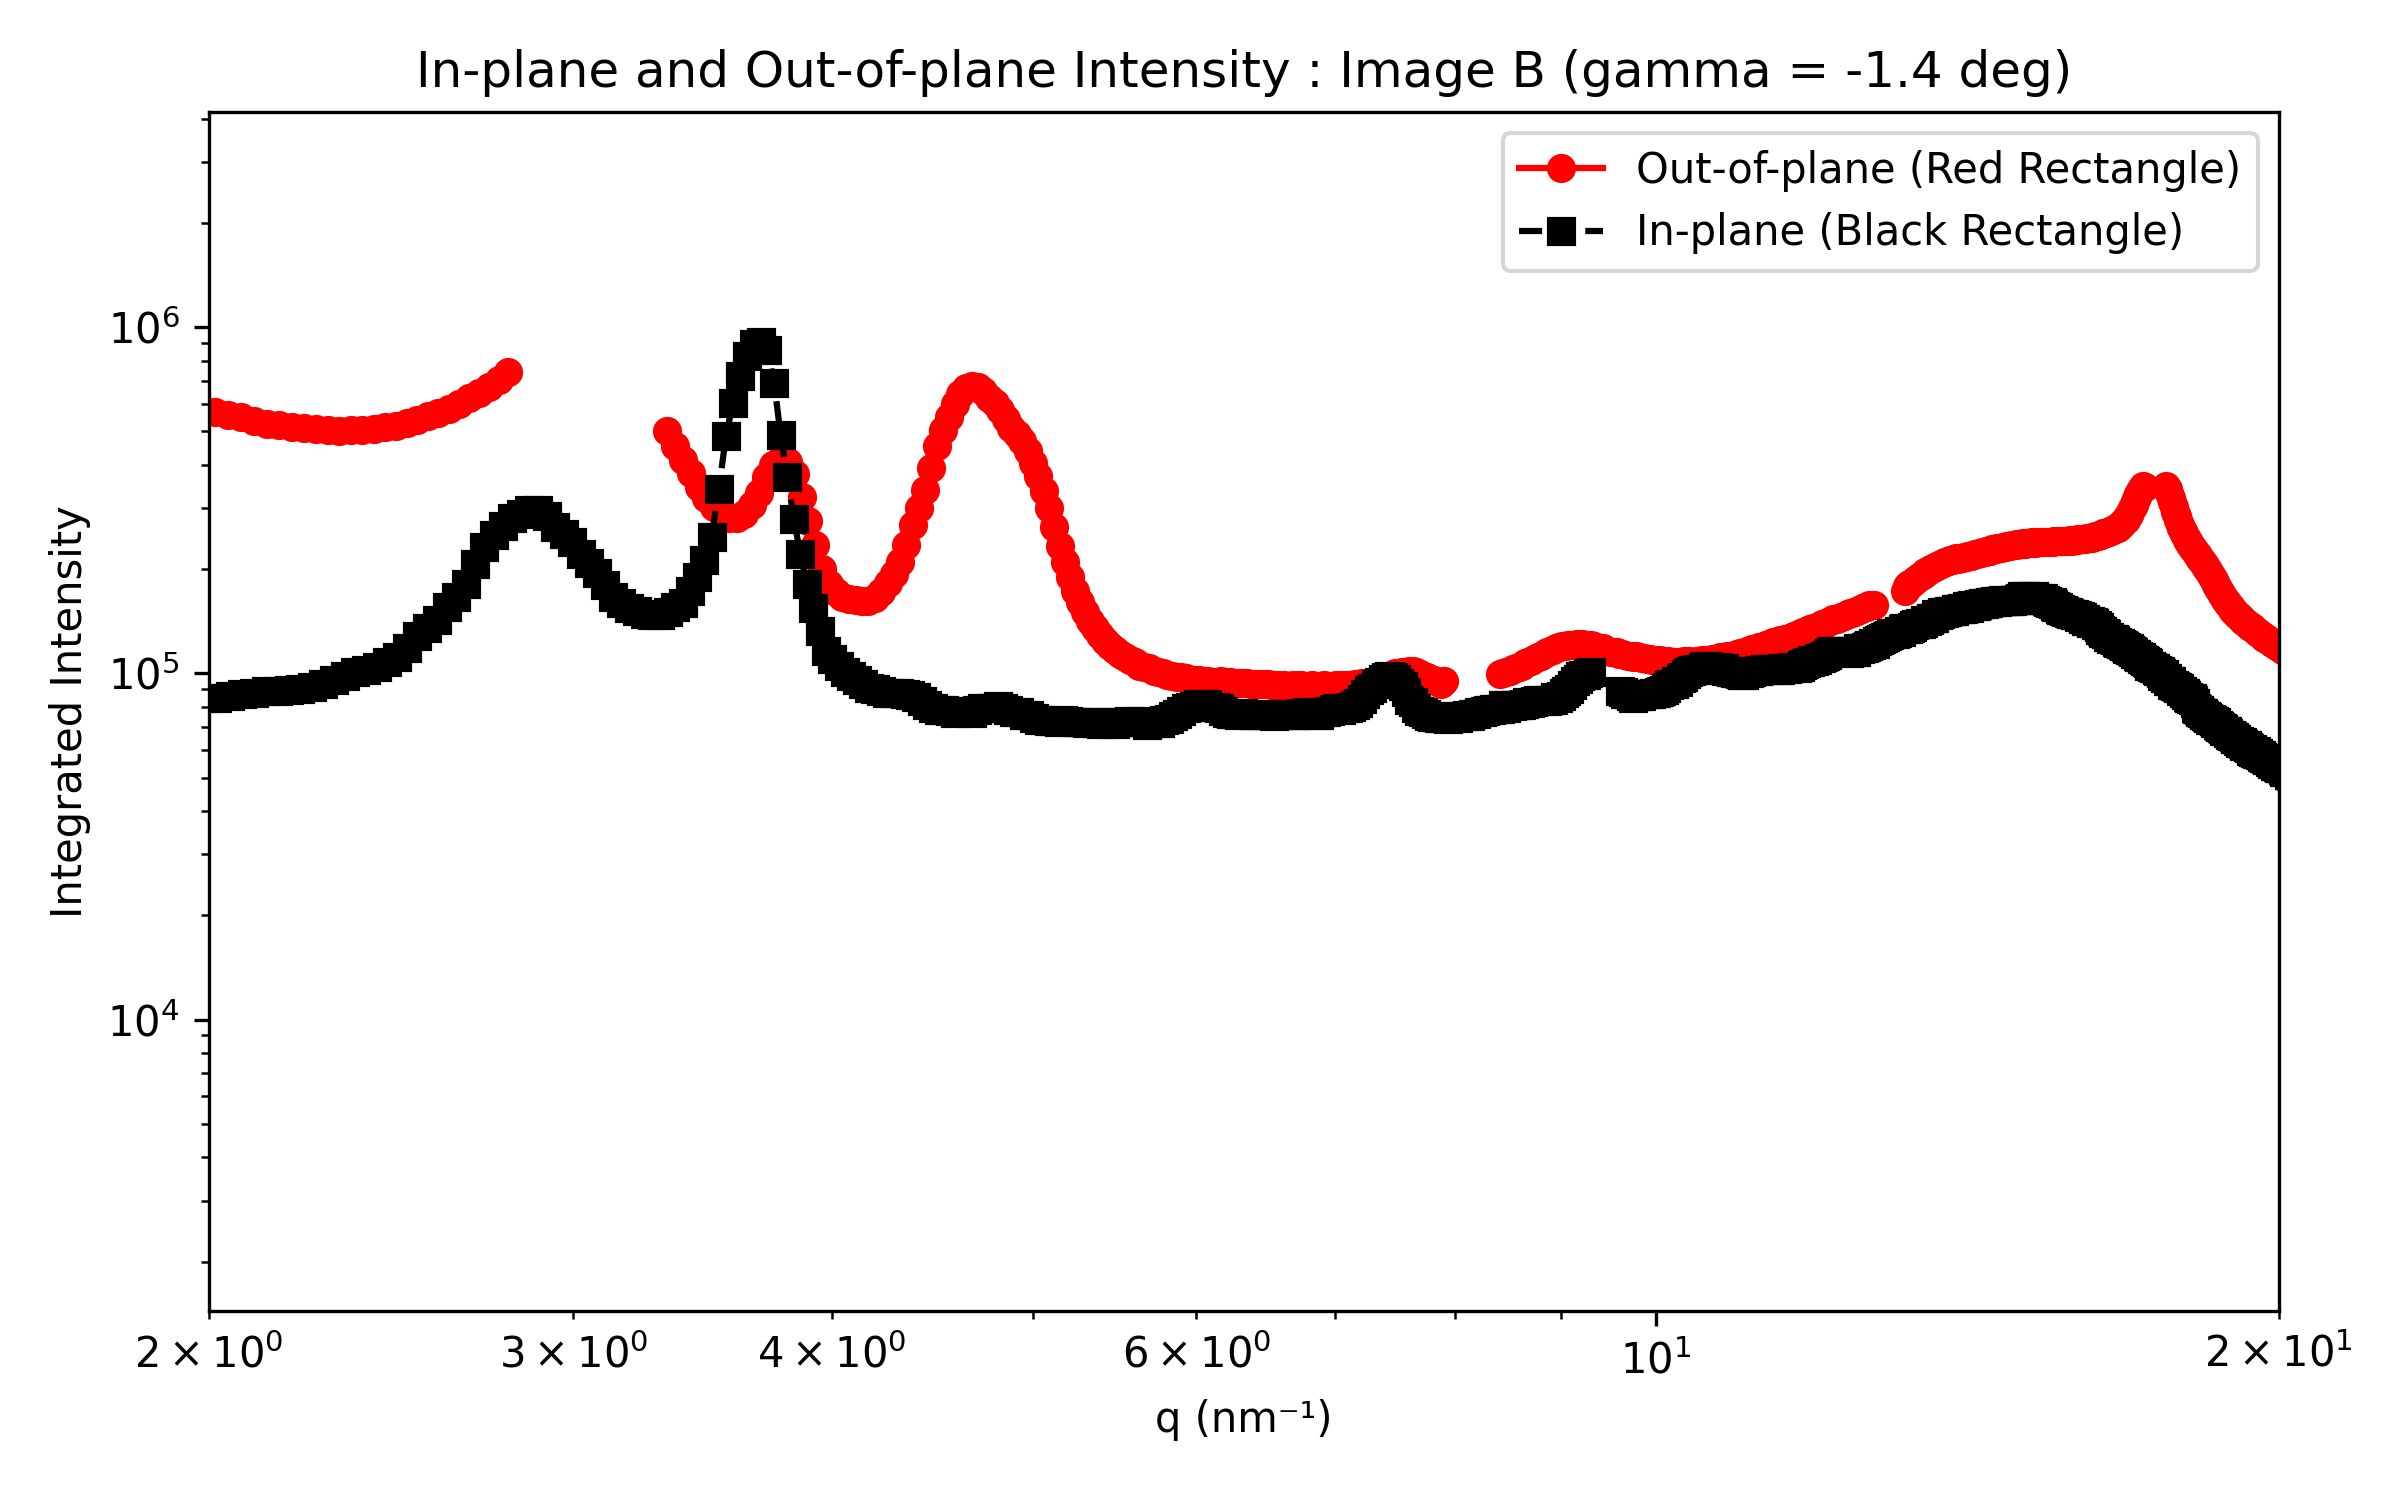 In-plane and Out-of-plane Intensity : Image B (gamma = -1.4 deg)
Out-of-plane (Red Rectangle)
In-plane (Black Rectangle)
Integrated Intensity
10⁶
10⁵
10⁴
2 × 10⁰ 3 × 10⁰ 4 × 10⁰ 6 × 10⁰ 10¹ 2 × 10¹
q (nm⁻¹)